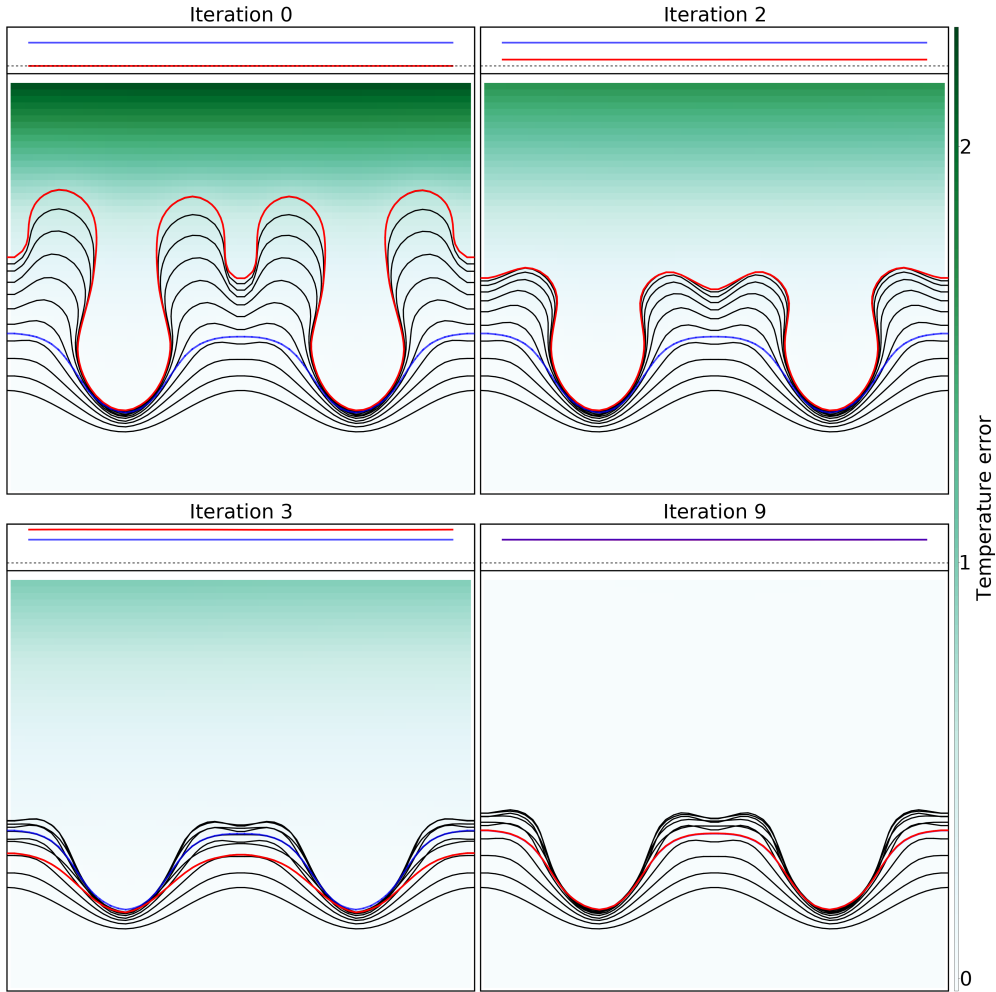 Iteration 0
Iteration 2
Iteration 3
Iteration 9
2
1
0
Temperature error